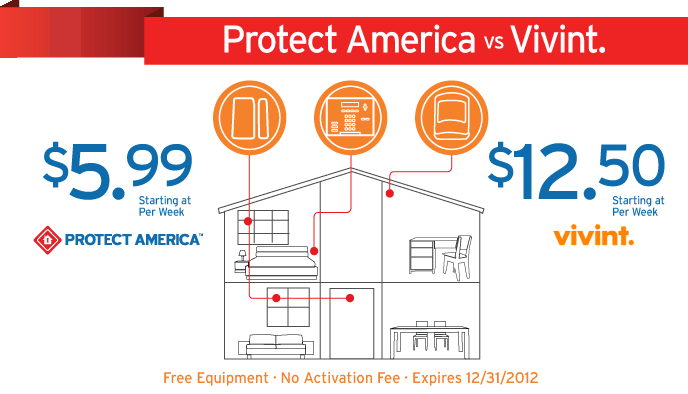 Protect America vs Vivint.
$5.99
Starting at
Per Week
PROTECT AMERICA™
$12.50
Starting at
Per Week
vivint.
Free Equipment · No Activation Fee · Expires 12/31/2012